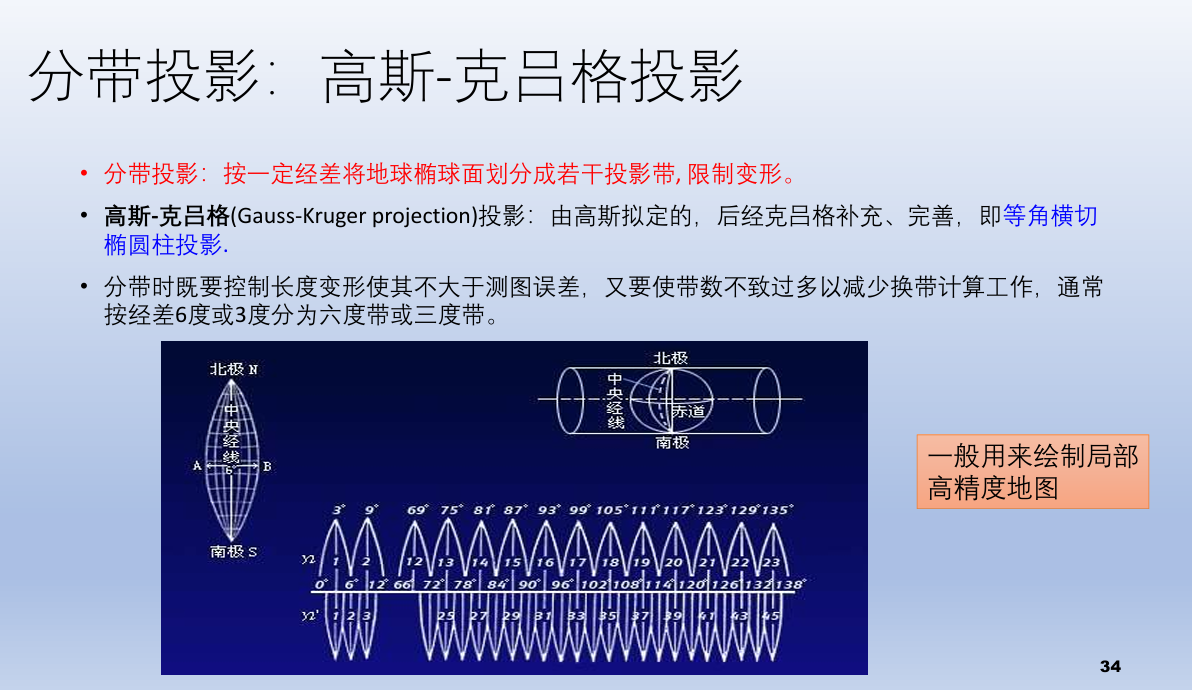 分带投影：高斯-克吕格投影
• 分带投影：按一定经差将地球椭球面划分成若干投影带, 限制变形。
• 高斯-克吕格(Gauss-Kruger projection)投影：由高斯拟定的，后经克吕格补充、完善，即等角横切
椭圆柱投影.
• 分带时既要控制长度变形使其不大于测图误差，又要使带数不致过多以减少换带计算工作，通常
按经差6度或3度分为六度带或三度带。
北极 N
中央经线
A 6° B
南极 S
北极
中央经线
赤道
南极
一般用来绘制局部
高精度地图
3° 9° 69° 75° 81° 87° 93° 99° 105° 111° 117° 123° 129° 135°
1 2 12 13 14 15 16 17 18 19 20 21 22 23
0° 6° 12° 66° 72° 78° 84° 90° 96° 102° 108° 114° 120° 126° 132° 138°
1 2 3 25 27 29 31 33 35 37 39 41 43 45
34